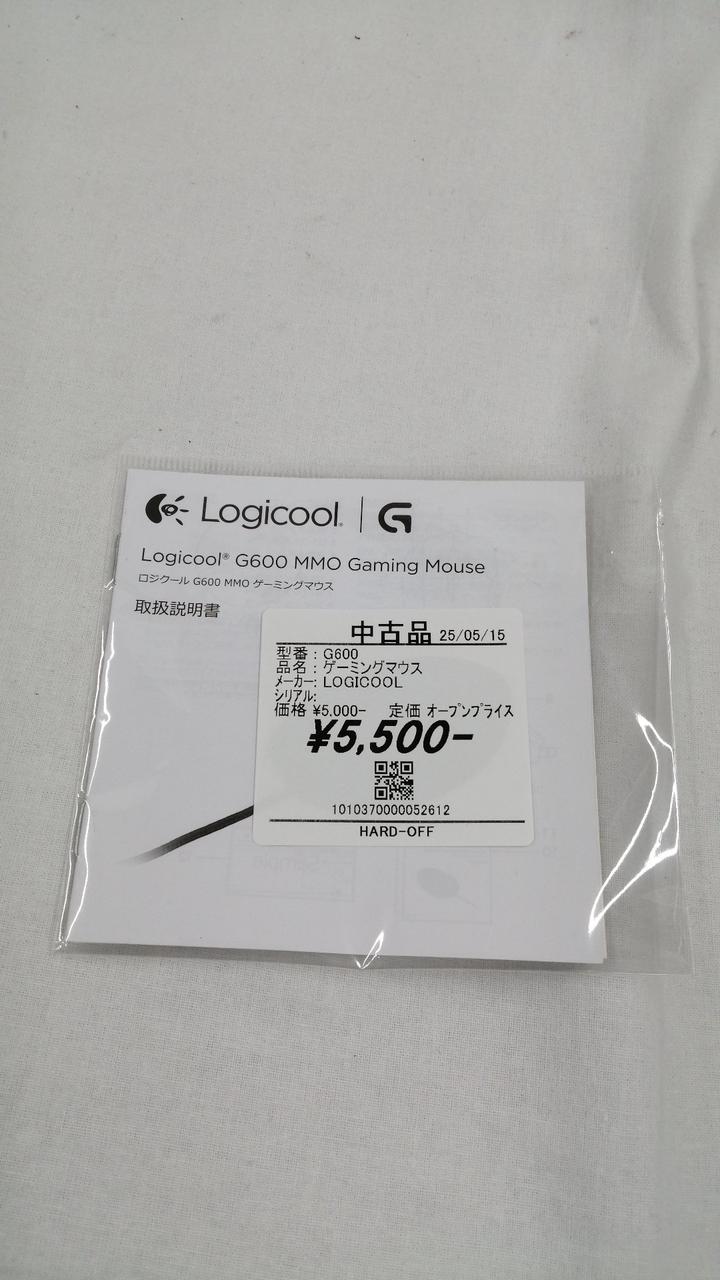 Logicool® | G
Logicool® G600 MMO Gaming Mouse
ロジクール G600 MMO ゲーミングマウス
取扱説明書
中古品 25/05/15
型番：G600
品名：ゲーミングマウス
メーカー：LOGICOOL
シリアル:
価格 ¥5,000- 定価 オープンプライス
¥5,500-
1010370000052612
HARD-OFF